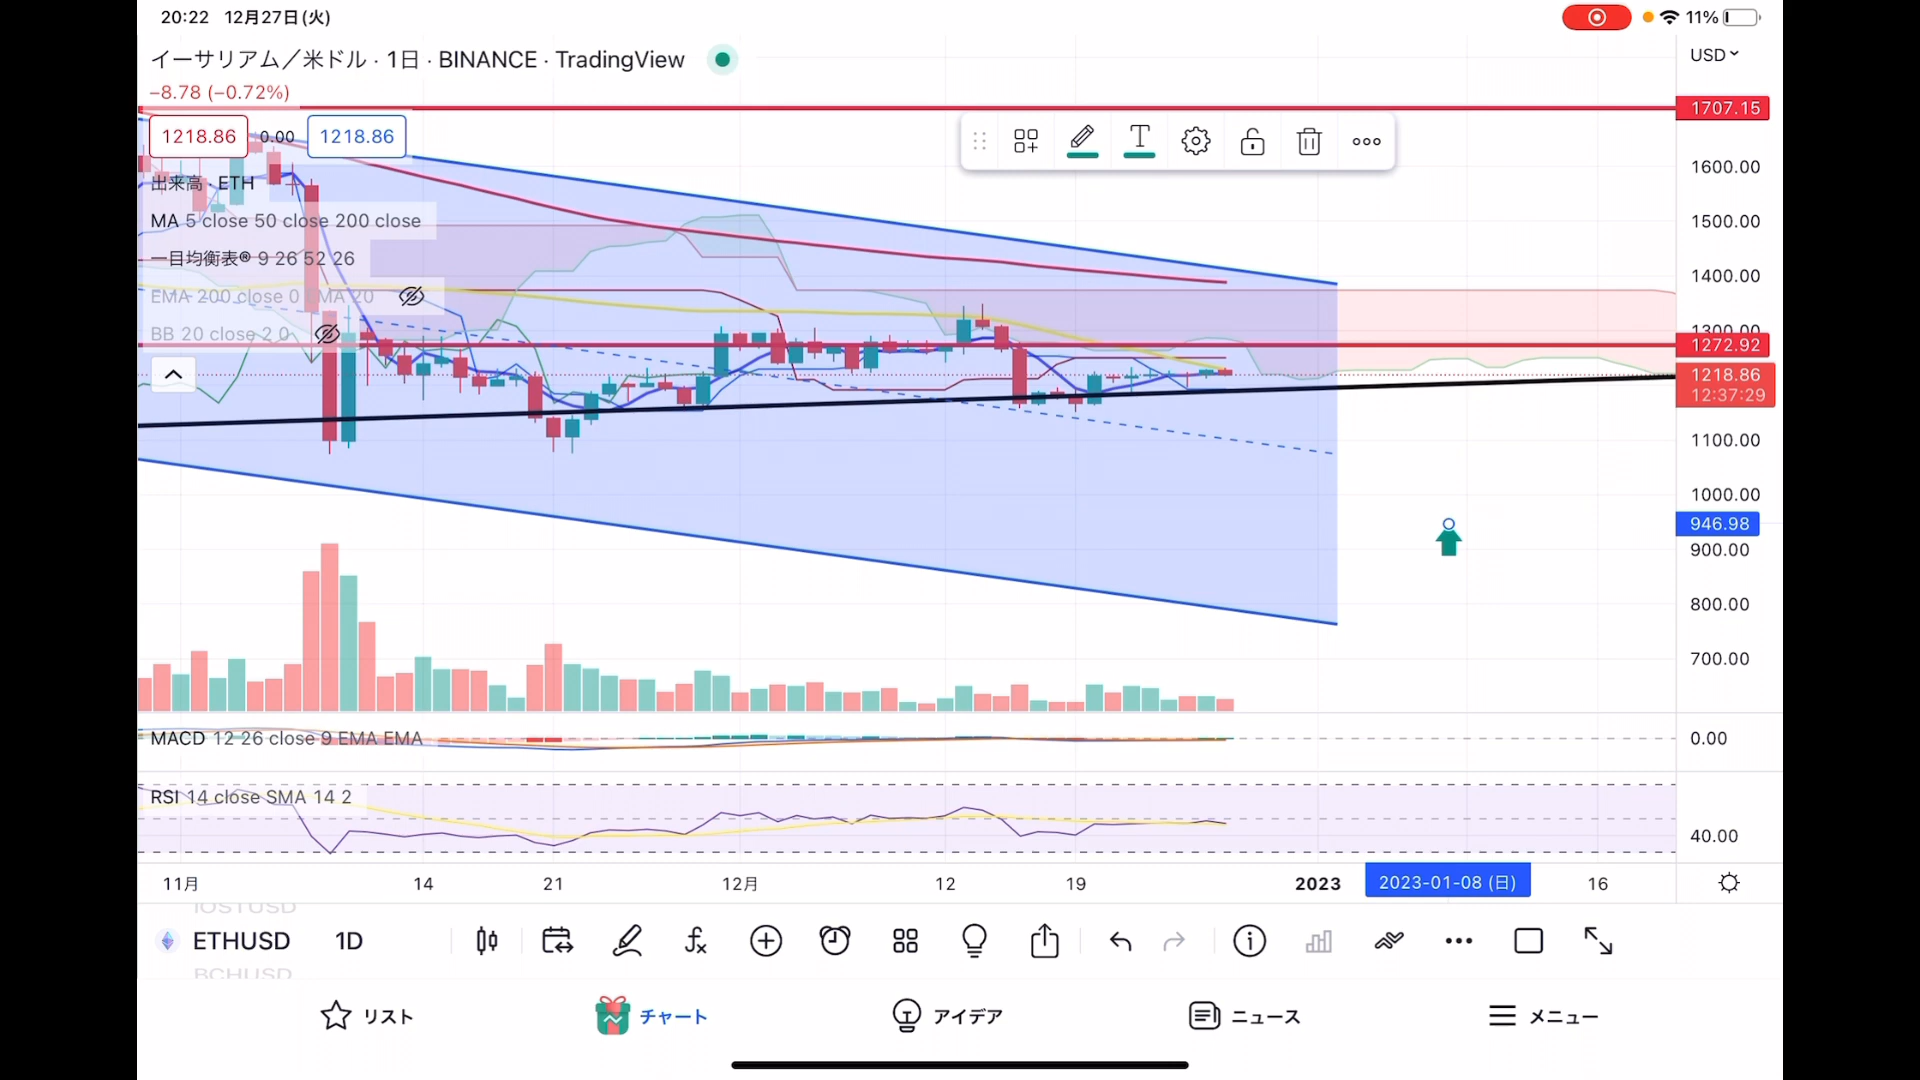 20:22 12月27日(火)
11%
イーサリアム／米ドル · 1日 · BINANCE · TradingView
USD
−8.78 (−0.72%)
1707.15
1218.86 0.00 1218.86
1600.00
出来高 · ETH
MA 5 close 50 close 200 close
1500.00
一目均衡表® 9 26 52 26
1400.00
EMA 200 close 0 EMA 20
BB 20 close 2 0
1300.00
1272.92
1218.86
12:37:29
1100.00
1000.00
946.98
900.00
800.00
700.00
MACD 12 26 close 9 EMA EMA
0.00
RSI 14 close SMA 14 2
40.00
11月 14 21 12月 12 19 2023 2023-01-08 (日) 16
IOSTUSD
ETHUSD 1D
BCHUSD
リスト チャート アイデア ニュース メニュー